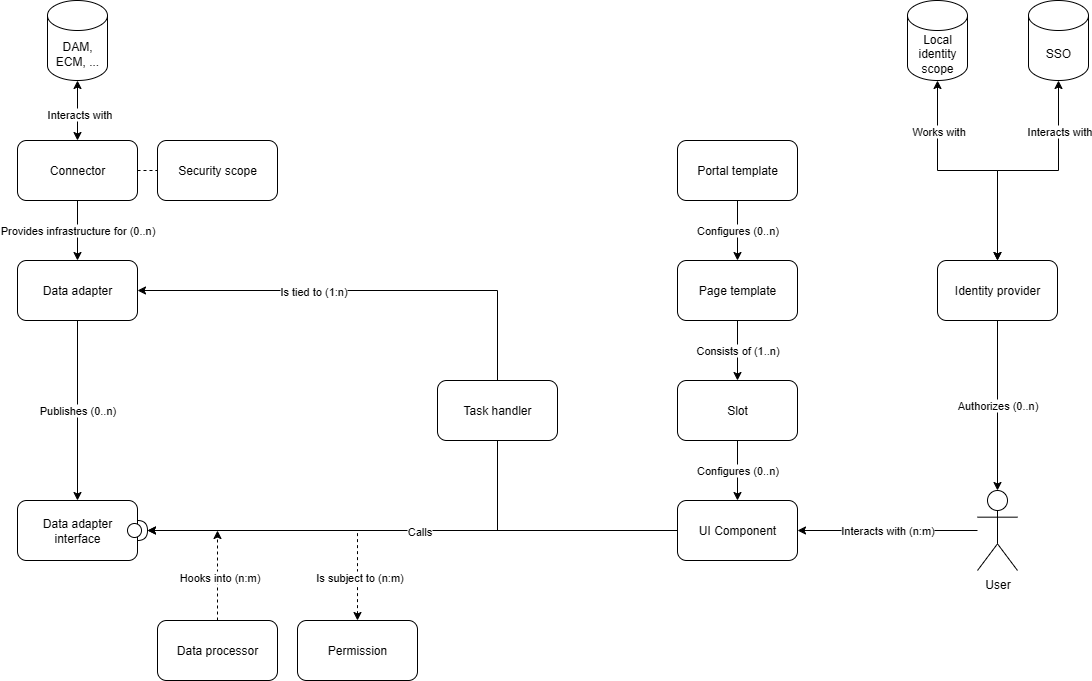 DAM,
ECM, ...
Local
identity
scope
SSO
Interacts with
Works with
Interacts with
Connector
Security scope
Portal template
Provides infrastructure for (0..n)
Configures (0..n)
Data adapter
Is tied to (1:n)
Page template
Identity provider
Consists of (1..n)
Publishes (0..n)
Task handler
Slot
Authorizes (0..n)
Configures (0..n)
Data adapter
interface
Calls
UI Component
Interacts with (n:m)
User
Hooks into (n:m)
Is subject to (n:m)
Data processor
Permission